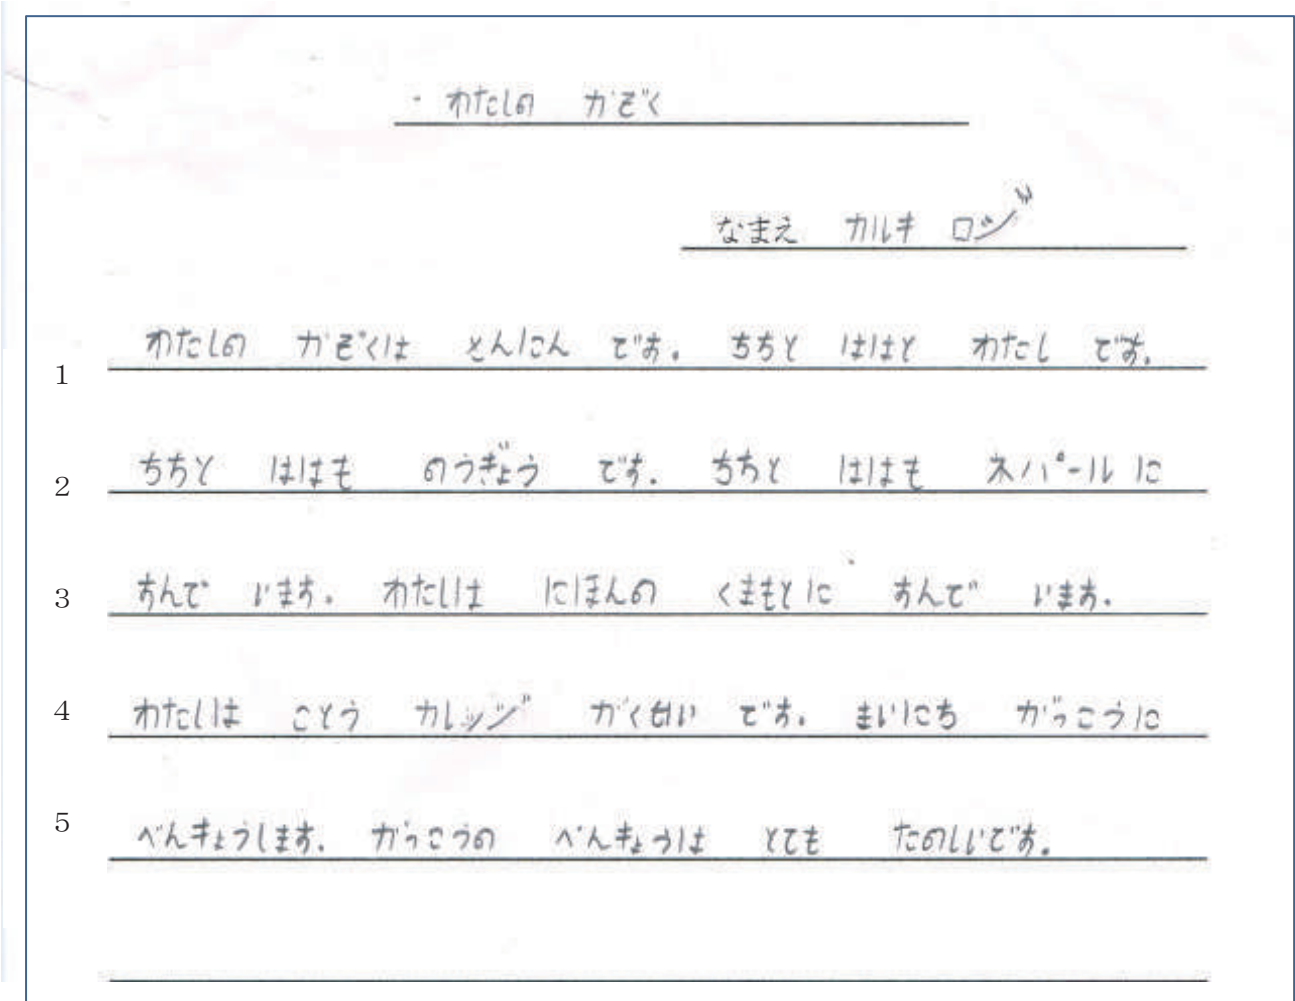 わたしの かぞく
なまえ カルキ ロジ
わたしの かぞくは とんにん です。 ちちと ははと わたし です。
1
ちちと ははも のうぎょう です。 ちちと ははも ネパールに
2
すんで います。 わたしは にほんの くまもとに すんで います。
3
わたしは ことう カレッジ がくせい です。 まいにち がっこうに
4
べんきょうします。 がっこうの べんきょうは とても たのしいです。
5